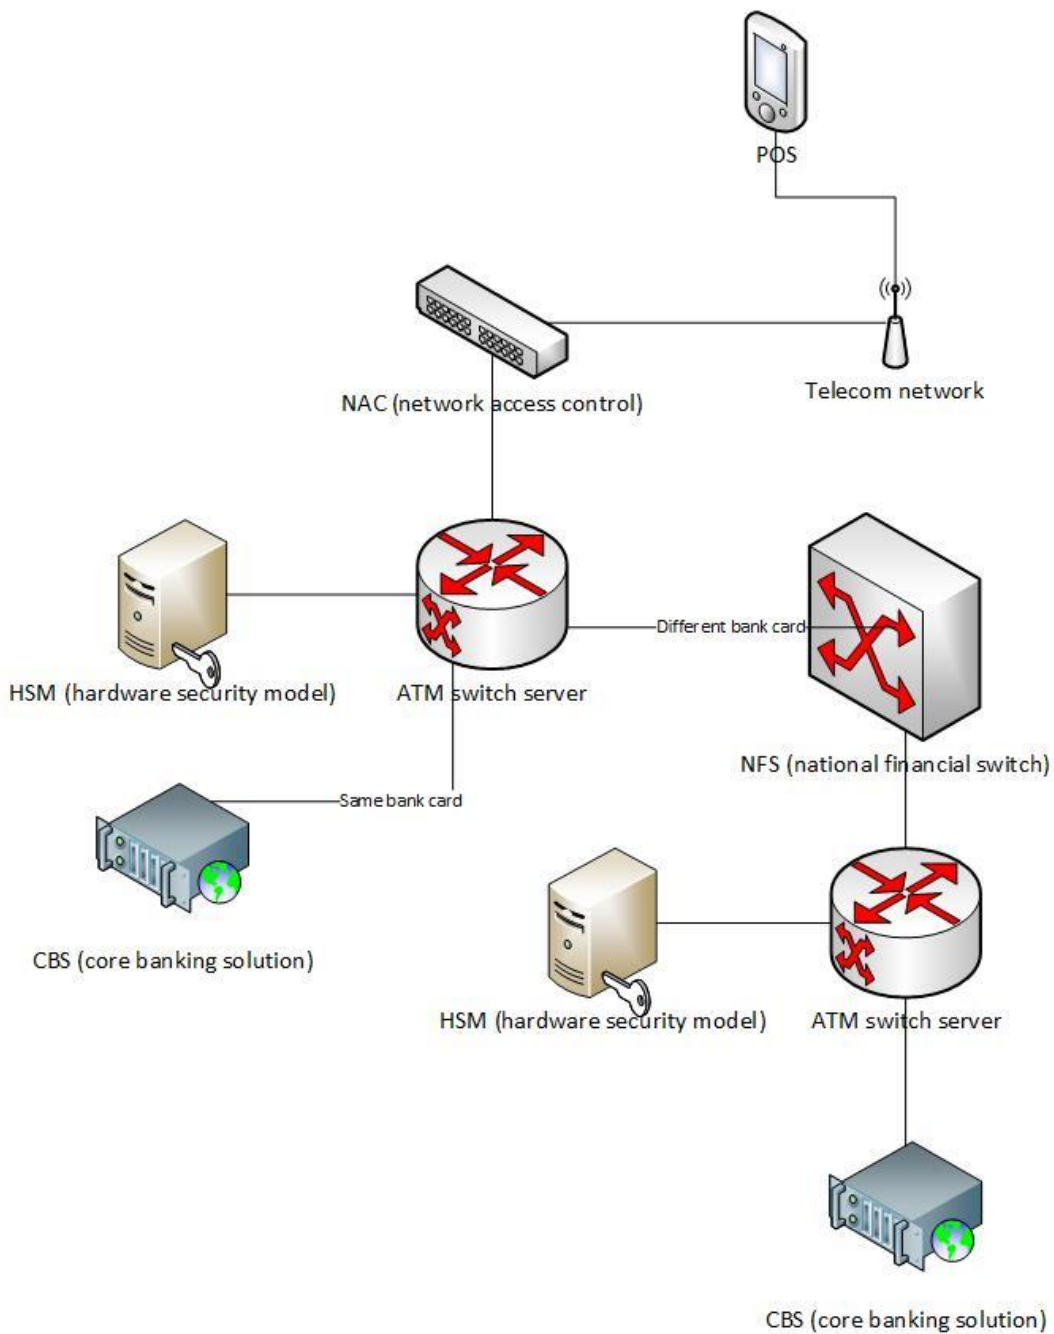 POS
Telecom network
NAC (network access control)
Different bank card
HSM (hardware security model)
ATM switch server
NFS (national financial switch)
Same bank card
CBS (core banking solution)
HSM (hardware security model)
ATM switch server
CBS (core banking solution)